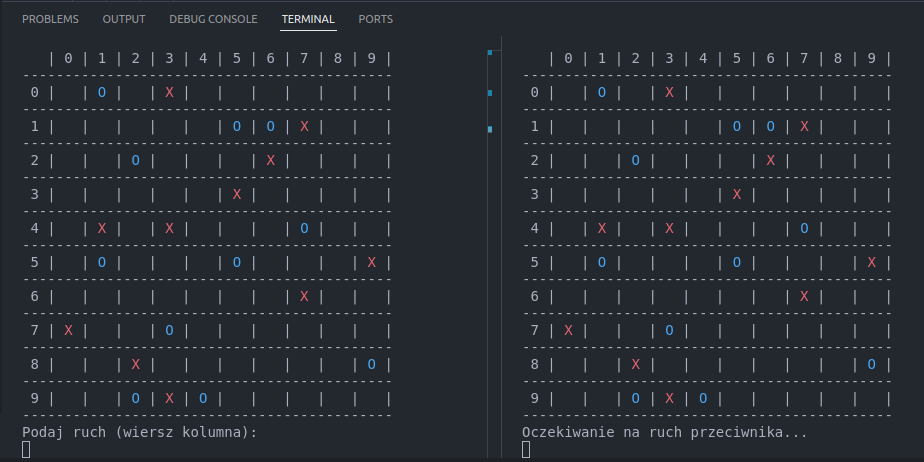 PROBLEMS OUTPUT DEBUG CONSOLE TERMINAL PORTS
| 0 | 1 | 2 | 3 | 4 | 5 | 6 | 7 | 8 | 9 |
0 | | O | | X | | | | | | |
1 | | | | | | O | O | X | | |
2 | | | O | | | | X | | | |
3 | | | | | | X | | | | |
4 | | X | | X | | | | O | | |
5 | | O | | | | O | | | | X |
6 | | | | | | | | X | | |
7 | X | | | O | | | | | | |
8 | | | X | | | | | | | O |
9 | | | O | X | O | | | | | |
Podaj ruch (wiersz kolumna):
| 0 | 1 | 2 | 3 | 4 | 5 | 6 | 7 | 8 | 9 |
0 | | O | | X | | | | | | |
1 | | | | | | O | O | X | | |
2 | | | O | | | | X | | | |
3 | | | | | | X | | | | |
4 | | X | | X | | | | O | | |
5 | | O | | | | O | | | | X |
6 | | | | | | | | X | | |
7 | X | | | O | | | | | | |
8 | | | X | | | | | | | O |
9 | | | O | X | O | | | | | |
Oczekiwanie na ruch przeciwnika...